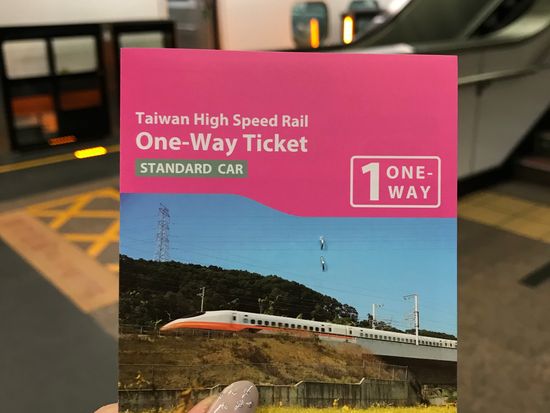 Taiwan High Speed Rail
One-Way Ticket
STANDARD CAR
1 ONE-
WAY